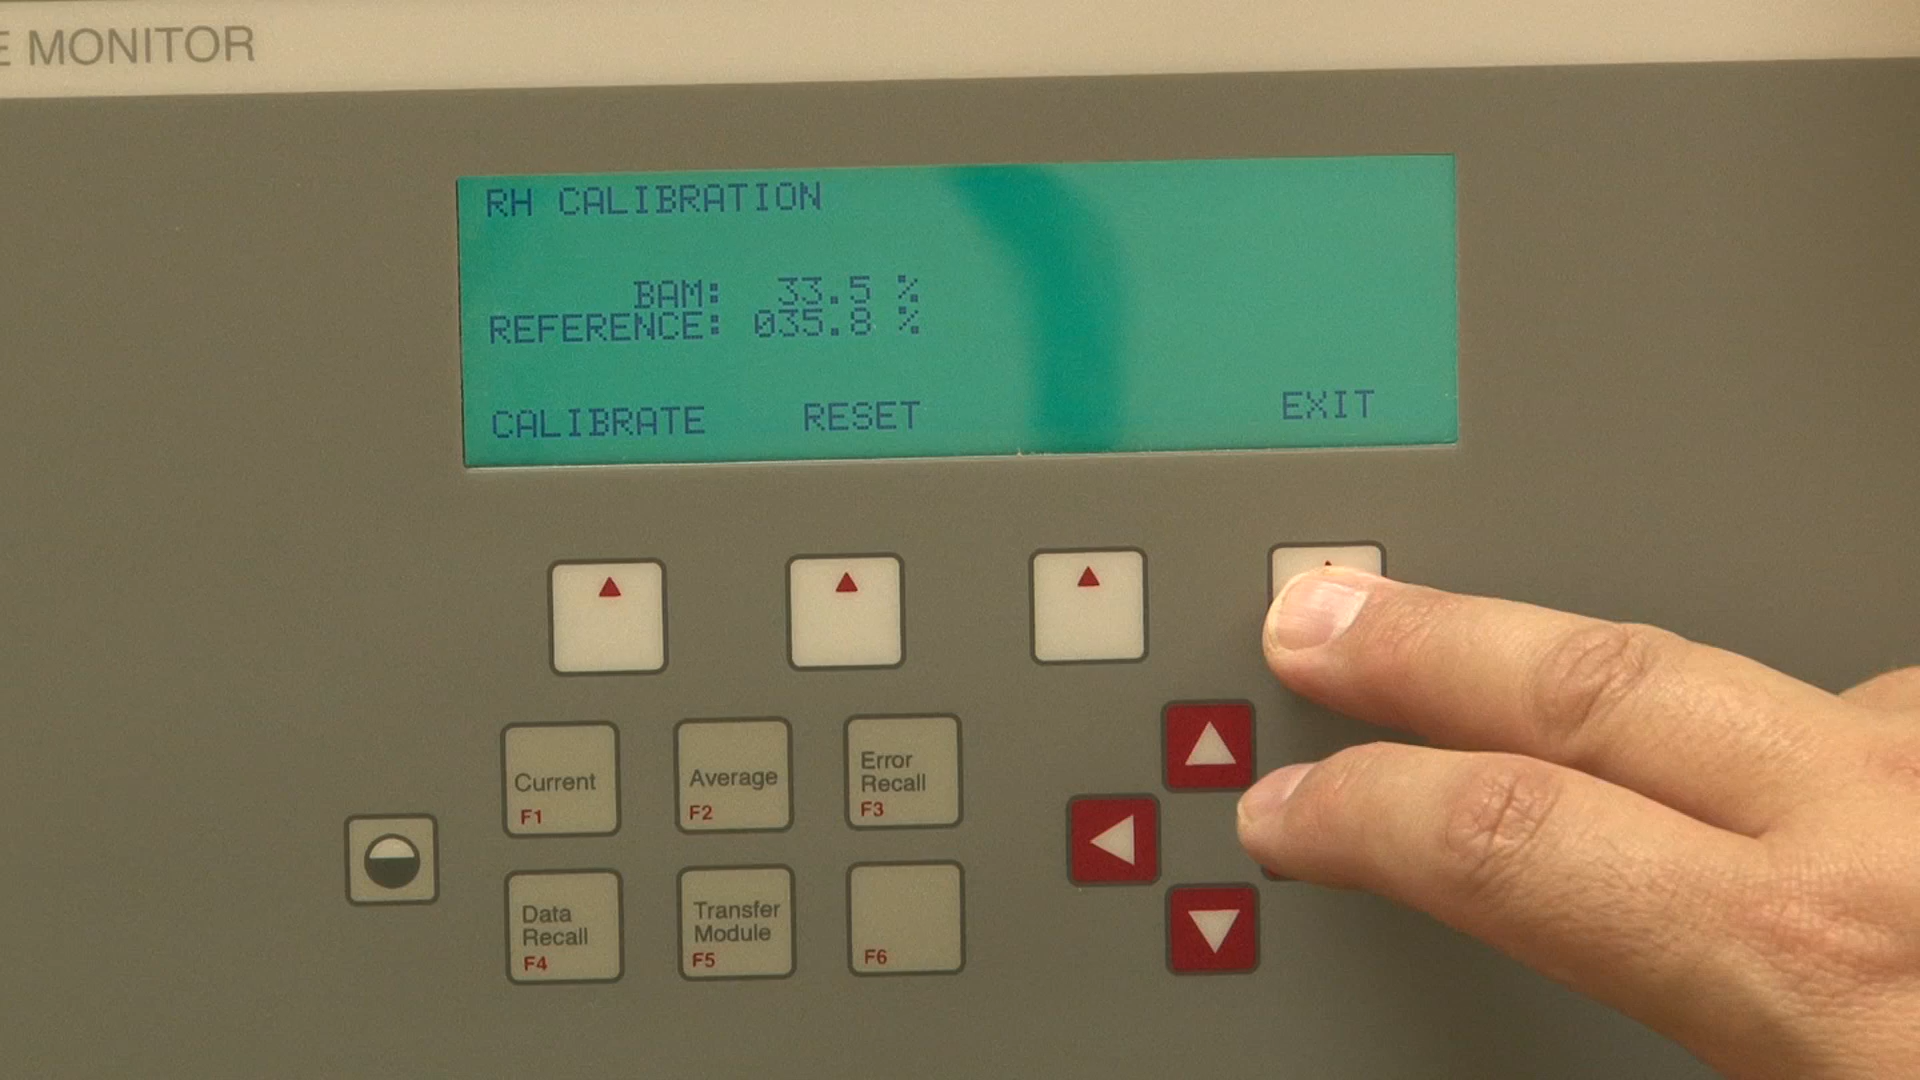 E MONITOR
RH CALIBRATION
BAM: 33.5 %
REFERENCE: 035.8 %
CALIBRATE RESET EXIT
Current
F1
Average
F2
Error
Recall
F3
Data
Recall
F4
Transfer
Module
F5
F6